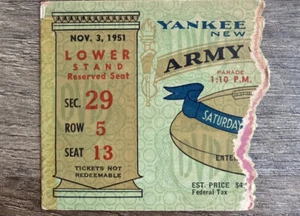 NOV. 3, 1951
LOWER
STAND
Reserved Seat
SEC. 29
ROW 5
SEAT 13
TICKETS NOT
REDEEMABLE
YANKEE
NEW
ARMY
PARADE
1:10 P.M.
SATURDAY
ENTE
EST. PRICE $4
Federal Tax